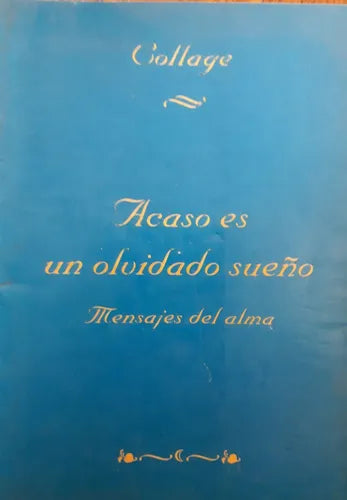 Collage
Acaso es
un olvidado sueño
Mensajes del alma